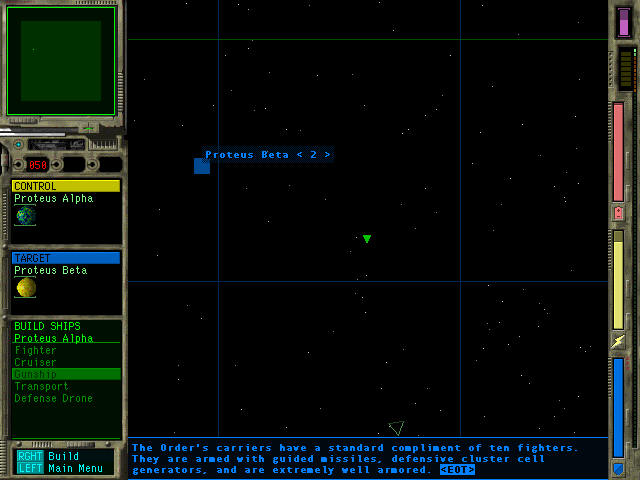 Proteus Beta < 2 >
050
CONTROL
Proteus Alpha
TARGET
Proteus Beta
BUILD SHIPS
Proteus Alpha
Fighter
Cruiser
Gunship
Transport
Defense Drone
RGHT Build
LEFT Main Menu
The Order's carriers have a standard compliment of ten fighters.
They are armed with guided missiles, defensive cluster cell
generators, and are extremely well armored. <EOT>